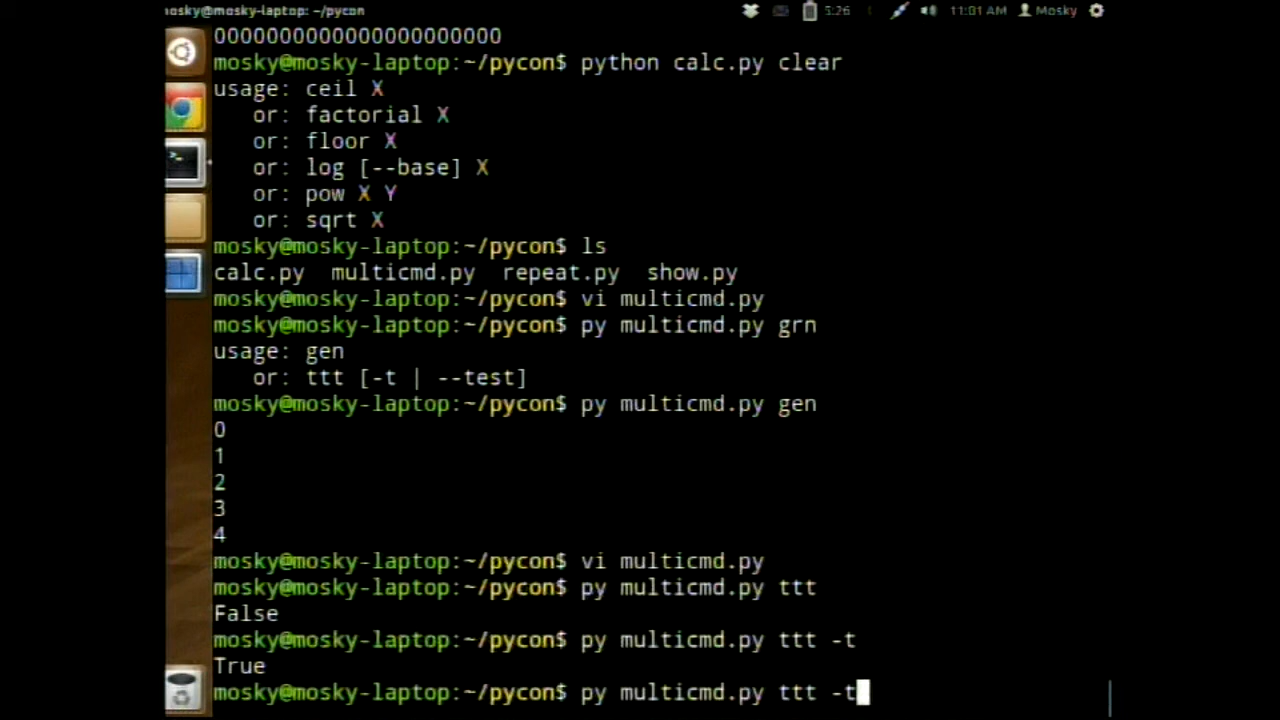 mosky@mosky-laptop: ~/pycon 5:26 11:01 AM Mosky
0000000000000000000000
mosky@mosky-laptop:~/pycon$ python calc.py clear
usage: ceil X
or: factorial X
or: floor X
or: log [--base] X
or: pow X Y
or: sqrt X
mosky@mosky-laptop:~/pycon$ ls
calc.py multicmd.py repeat.py show.py
mosky@mosky-laptop:~/pycon$ vi multicmd.py
mosky@mosky-laptop:~/pycon$ py multicmd.py grn
usage: gen
or: ttt [-t | --test]
mosky@mosky-laptop:~/pycon$ py multicmd.py gen
0
1
2
3
4
mosky@mosky-laptop:~/pycon$ vi multicmd.py
mosky@mosky-laptop:~/pycon$ py multicmd.py ttt
False
mosky@mosky-laptop:~/pycon$ py multicmd.py ttt -t
True
mosky@mosky-laptop:~/pycon$ py multicmd.py ttt -t